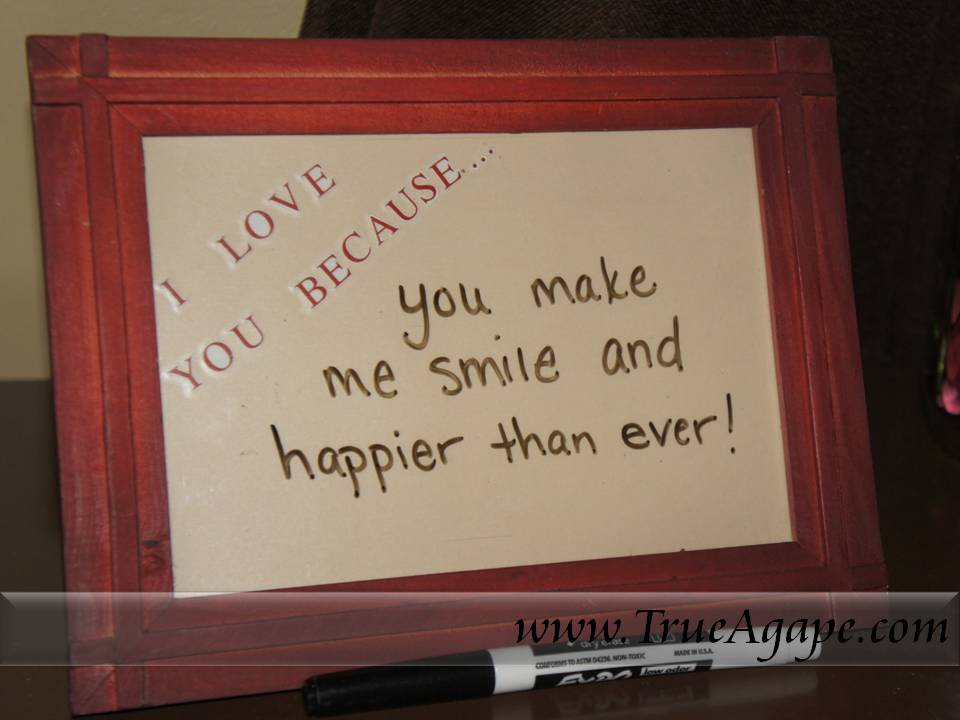 I LOVE
YOU BECAUSE...
you make
me smile and
happier than ever!
www.TrueAgape.com
CONFORMS TO ASTM D4236, NON-TOXIC MADE IN U.S.A.
EXPO low odor